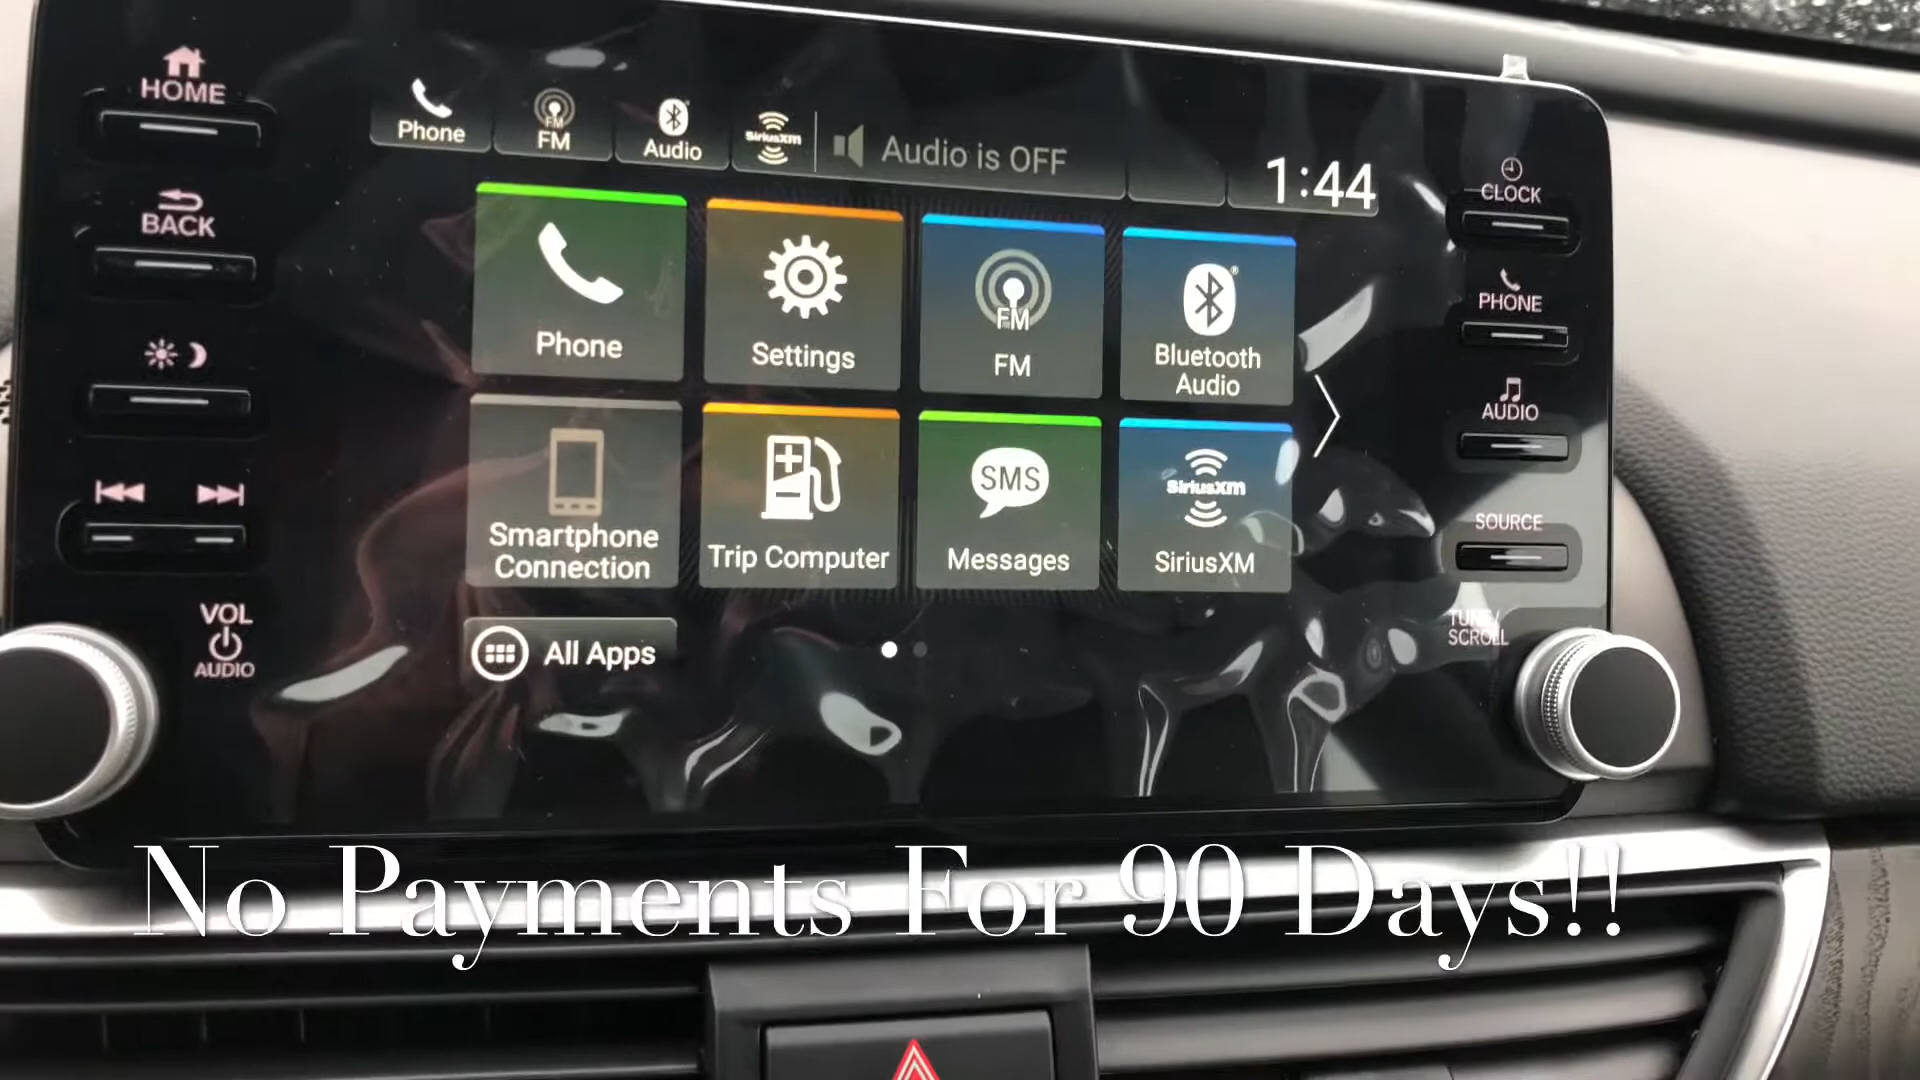 HOME
BACK
VOL
AUDIO
Phone
FM
FM
Audio
SiriusXM
Audio is OFF
1:44
Phone
Settings
FM
FM
Bluetooth
Audio
Smartphone
Connection
Trip Computer
SMS
Messages
SiriusXM
SiriusXM
All Apps
CLOCK
PHONE
AUDIO
SOURCE
TUNE/
SCROLL
No Payments For 90 Days!!